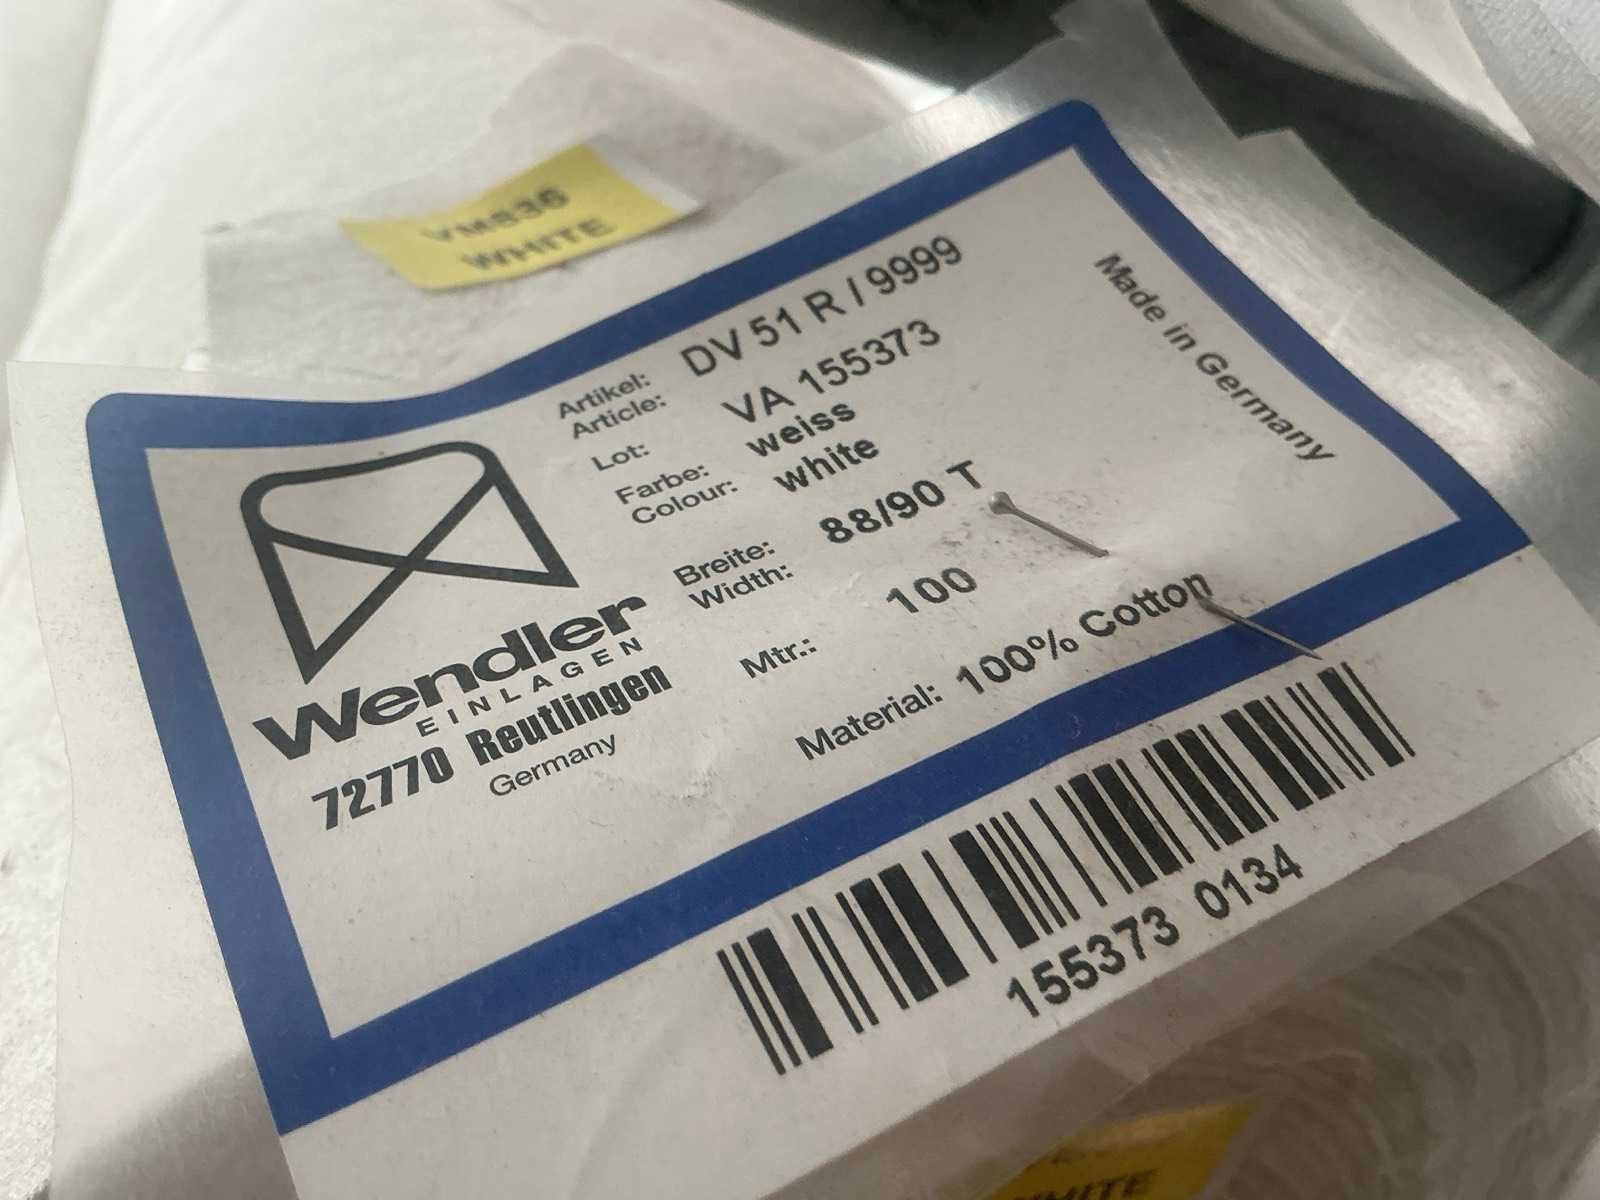 WHITE
Artikel: DV 51 R / 9999
Article:
Lot: VA 155373
Farbe: weiss
Colour: white
Breite: 88/90 T
Width:
Mtr.: 100
Material: 100% Cotton
Made in Germany
Wendler
EINLAGEN
72770 Reutlingen
Germany
155373 0134
WHITE